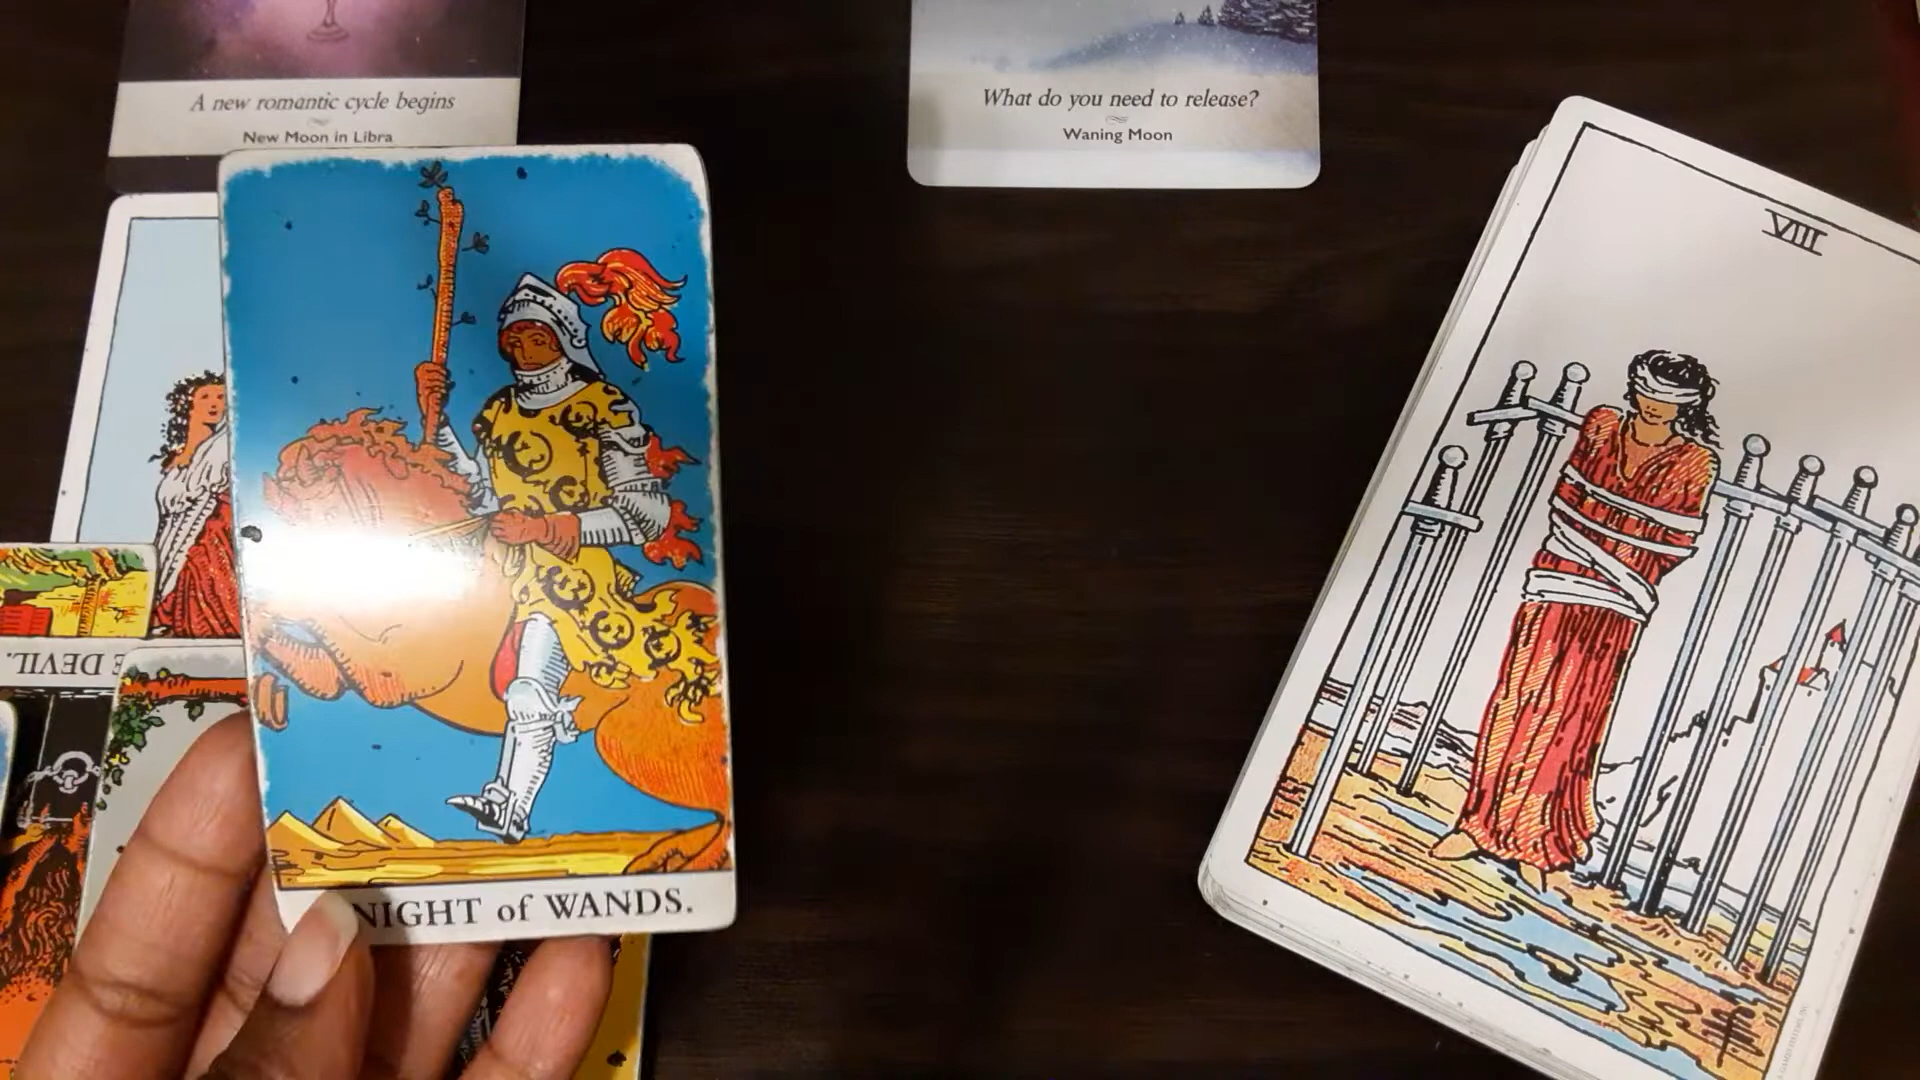 A new romantic cycle begins
New Moon in Libra
What do you need to release?
Waning Moon
VIII
NIGHT of WANDS.
DEVIL.